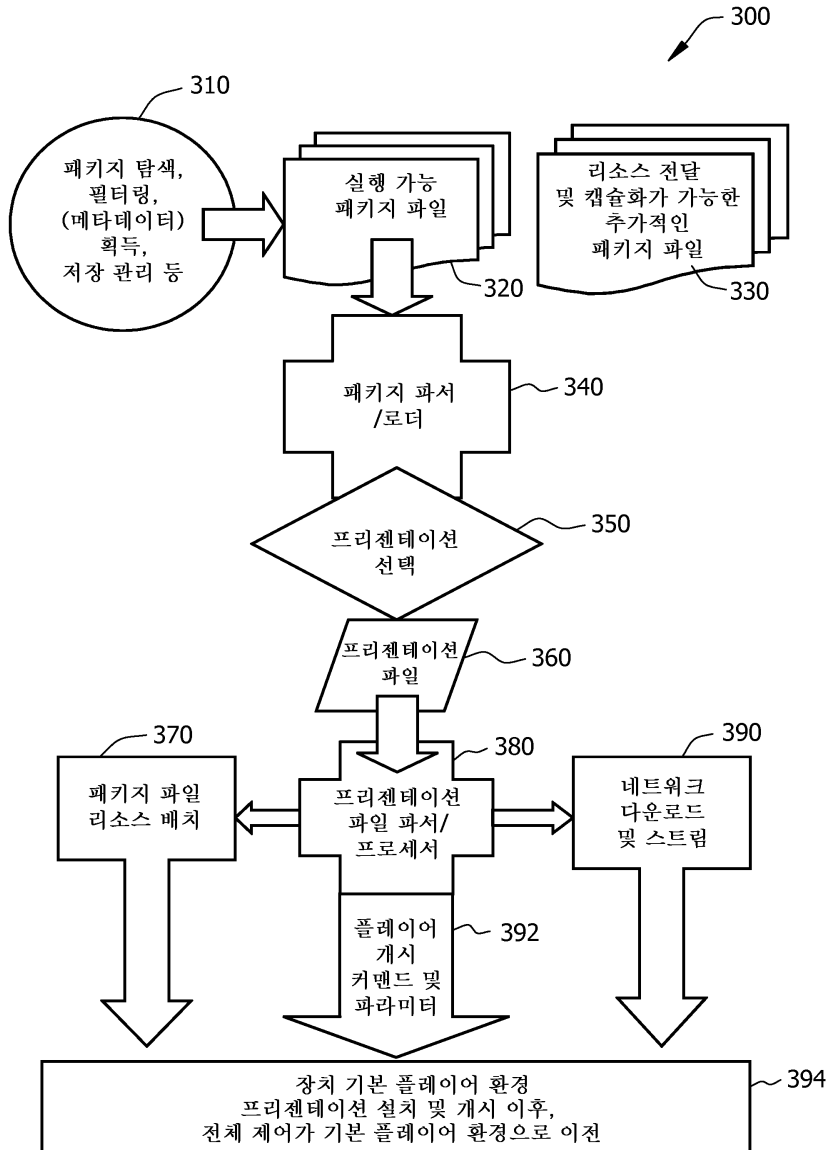 300
310
패키지 탐색,
필터링,
(메타데이터)
획득,
저장 관리 등
실행 가능
패키지 파일
320
리소스 전달
및 캡슐화가 가능한
추가적인
패키지 파일
330
패키지 파서
/로더
340
프리젠테이션
선택
350
프리젠테이션
파일
360
370
패키지 파일
리소스 배치
380
프리젠테이션
파일 파서/
프로세서
390
네트워크
다운로드
및 스트림
플레이어
개시
커맨드 및
파라미터
392
장치 기본 플레이어 환경
프리젠테이션 설치 및 개시 이후,
전체 제어가 기본 플레이어 환경으로 이전
394